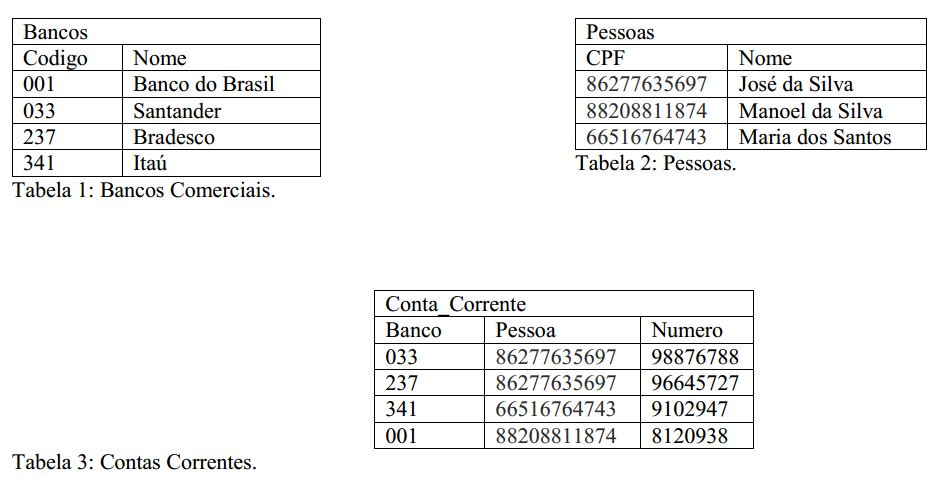 Bancos
Codigo Nome
001 Banco do Brasil
033 Santander
237 Bradesco
341 Itaú
Tabela 1: Bancos Comerciais.
Pessoas
CPF Nome
86277635697 José da Silva
88208811874 Manoel da Silva
66516764743 Maria dos Santos
Tabela 2: Pessoas.
Conta_Corrente
Banco Pessoa Numero
033 86277635697 98876788
237 86277635697 96645727
341 66516764743 9102947
001 88208811874 8120938
Tabela 3: Contas Correntes.